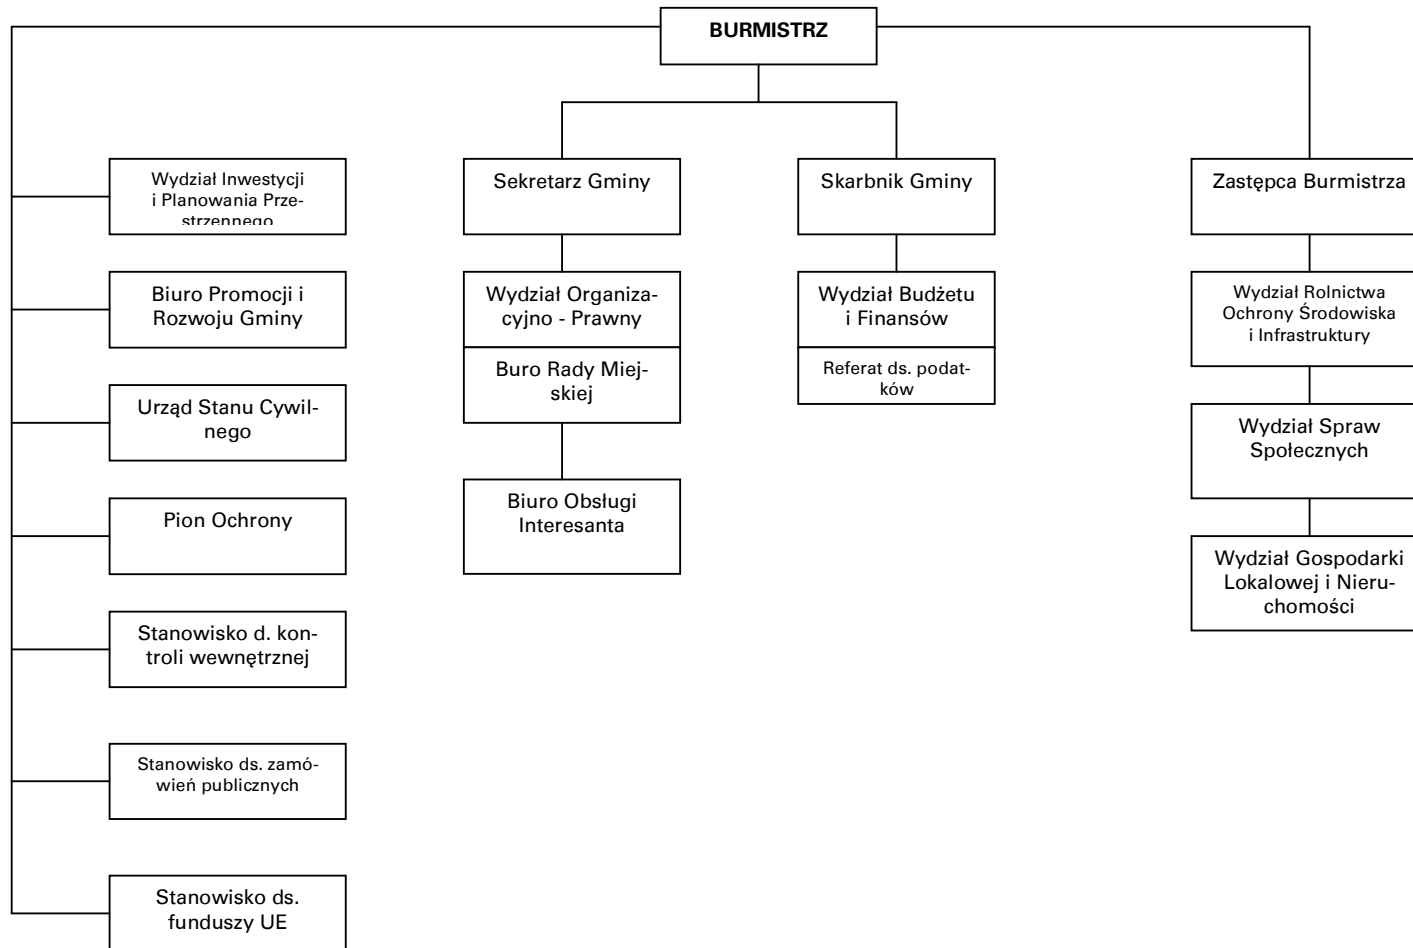 BURMISTRZ
Wydział Inwestycji
i Planowania Prze-
strzennego
Biuro Promocji i
Rozwoju Gminy
Urząd Stanu Cywil-
nego
Pion Ochrony
Stanowisko d. kon-
troli wewnętrznej
Stanowisko ds. zamó-
wień publicznych
Stanowisko ds.
funduszy UE
Sekretarz Gminy
Wydział Organiza-
cyjno - Prawny
Buro Rady Miej-
skiej
Biuro Obsługi
Interesanta
Skarbnik Gminy
Wydział Budżetu
i Finansów
Referat ds. podat-
ków
Zastępca Burmistrza
Wydział Rolnictwa
Ochrony Środowiska
i Infrastruktury
Wydział Spraw
Społecznych
Wydział Gospodarki
Lokalowej i Nieru-
chomości